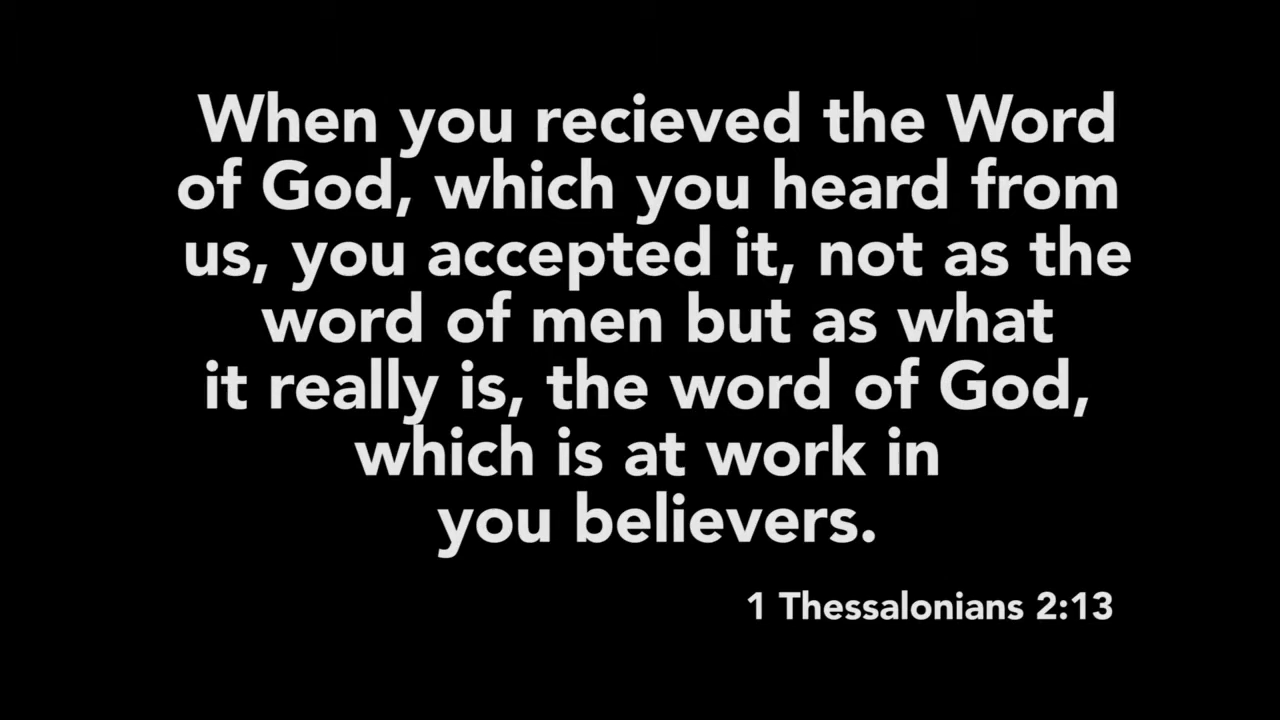 When you recieved the Word
of God, which you heard from
us, you accepted it, not as the
word of men but as what
it really is, the word of God,
which is at work in
you believers.
1 Thessalonians 2:13